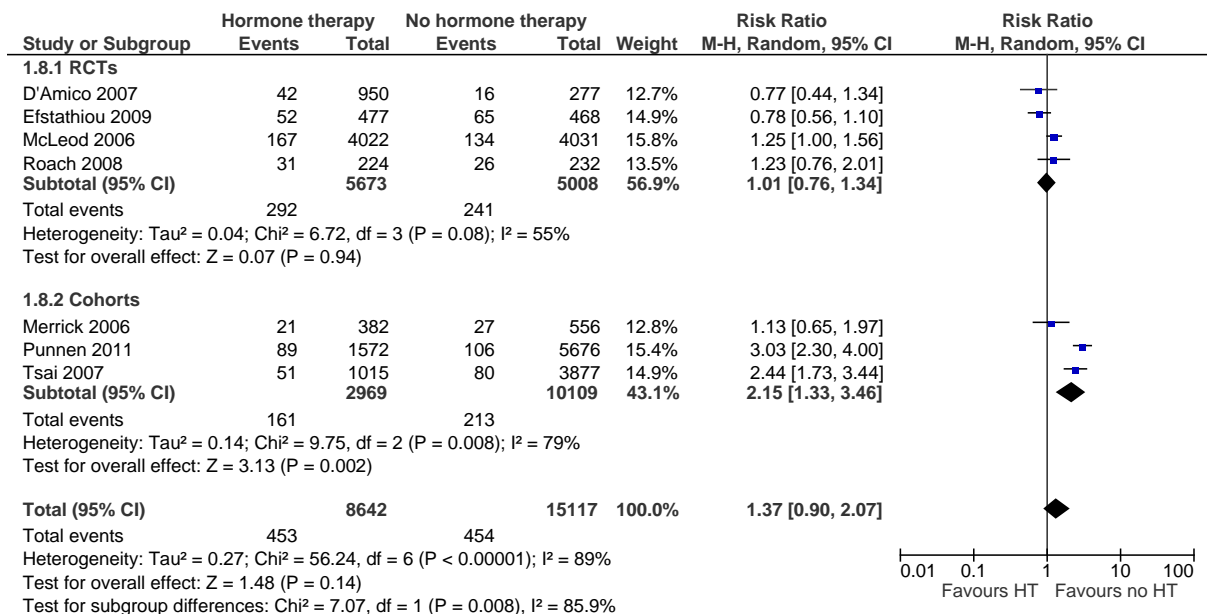 Hormone therapy No hormone therapy Risk Ratio Risk Ratio
Study or Subgroup Events Total Events Total Weight M-H, Random, 95% CI M-H, Random, 95% CI
1.8.1 RCTs
D'Amico 2007 42 950 16 277 12.7% 0.77 [0.44, 1.34]
Efstathiou 2009 52 477 65 468 14.9% 0.78 [0.56, 1.10]
McLeod 2006 167 4022 134 4031 15.8% 1.25 [1.00, 1.56]
Roach 2008 31 224 26 232 13.5% 1.23 [0.76, 2.01]
Subtotal (95% CI) 5673 5008 56.9% 1.01 [0.76, 1.34]
Total events 292 241
Heterogeneity: Tau² = 0.04; Chi² = 6.72, df = 3 (P = 0.08); I² = 55%
Test for overall effect: Z = 0.07 (P = 0.94)
1.8.2 Cohorts
Merrick 2006 21 382 27 556 12.8% 1.13 [0.65, 1.97]
Punnen 2011 89 1572 106 5676 15.4% 3.03 [2.30, 4.00]
Tsai 2007 51 1015 80 3877 14.9% 2.44 [1.73, 3.44]
Subtotal (95% CI) 2969 10109 43.1% 2.15 [1.33, 3.46]
Total events 161 213
Heterogeneity: Tau² = 0.14; Chi² = 9.75, df = 2 (P = 0.008); I² = 79%
Test for overall effect: Z = 3.13 (P = 0.002)
Total (95% CI) 8642 15117 100.0% 1.37 [0.90, 2.07]
Total events 453 454
Heterogeneity: Tau² = 0.27; Chi² = 56.24, df = 6 (P < 0.00001); I² = 89%
Test for overall effect: Z = 1.48 (P = 0.14)
Test for subgroup differences: Chi² = 7.07, df = 1 (P = 0.008), I² = 85.9%
0.01 0.1 1 10 100
Favours HT Favours no HT